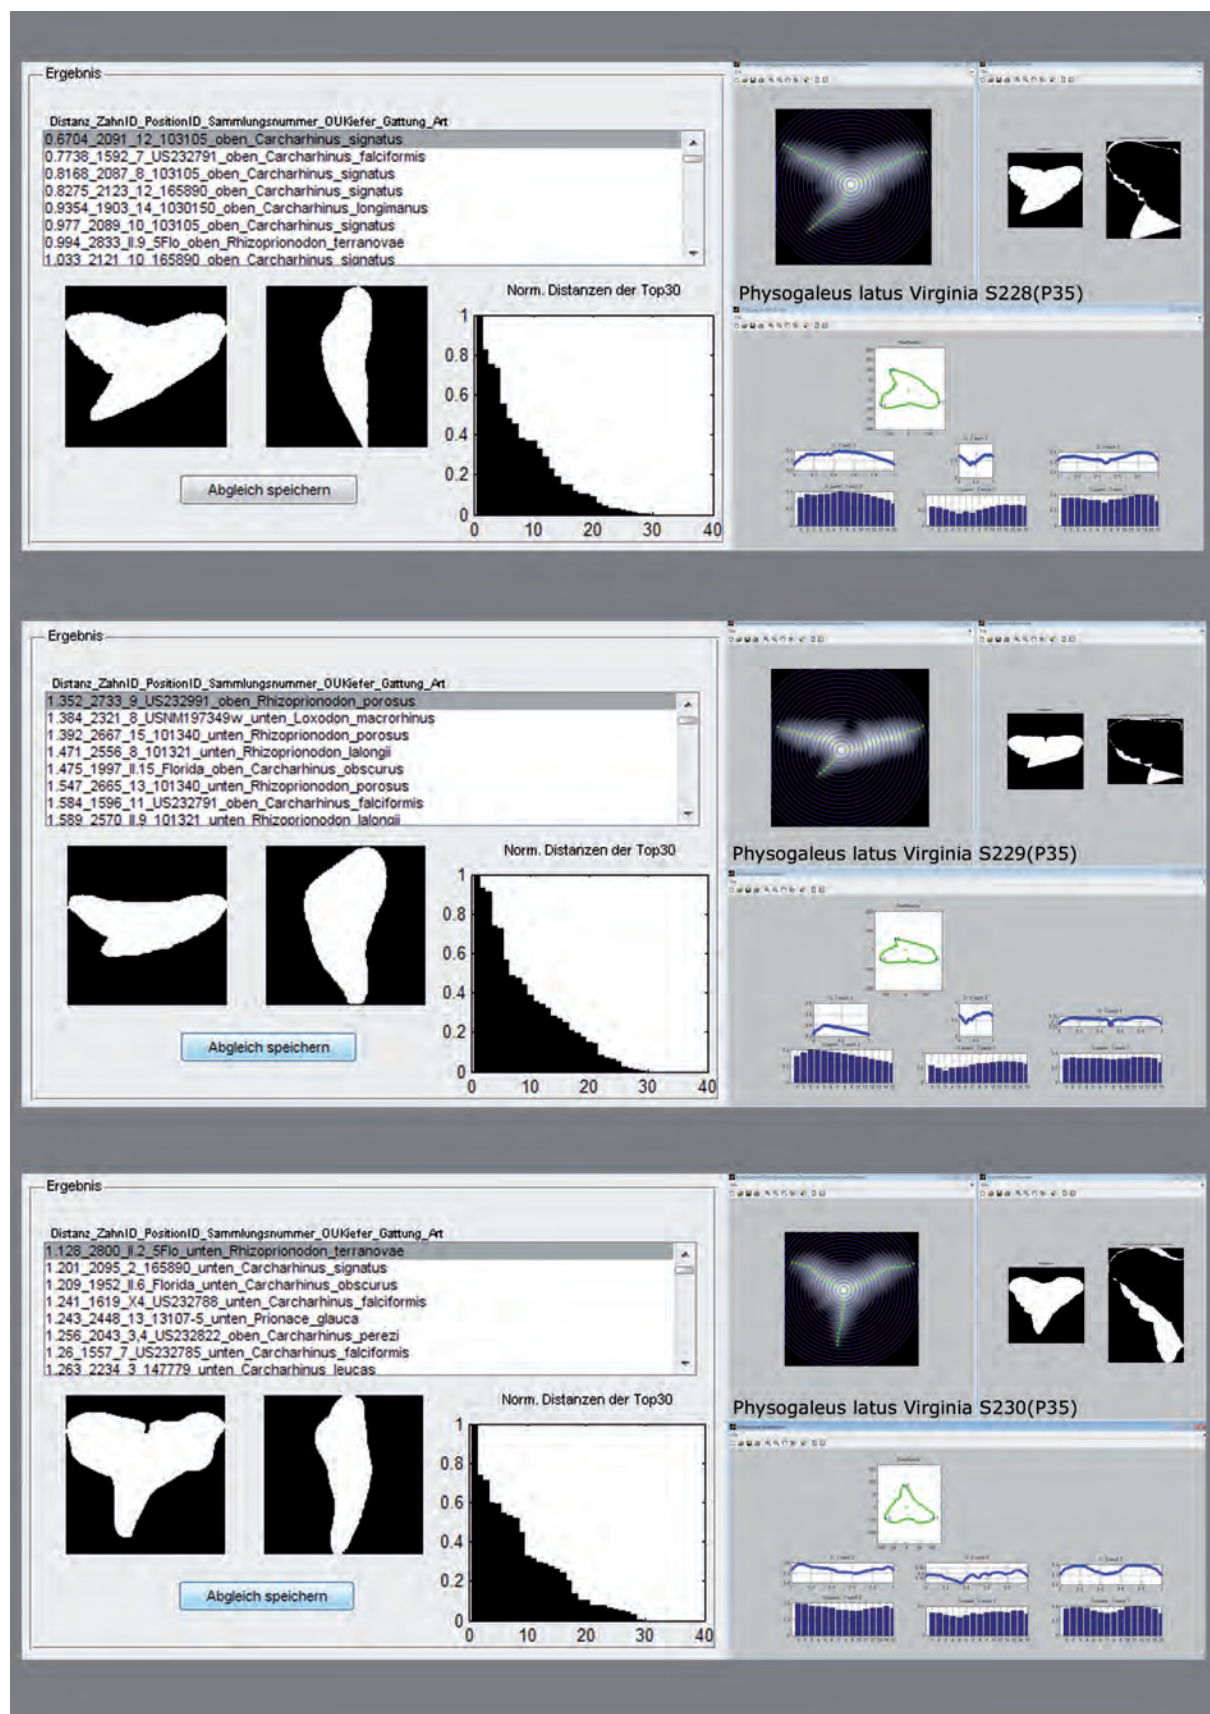 Ergebnis
Distanz_ZahnID_PositionID_Sammlungsnummer_OUKiefer_Gattung_Art
0.6704_2091_12_103105_oben_Carcharhinus_signatus
0.7738_1592_7_US232791_oben_Carcharhinus_falciformis
0.8168_2087_8_103105_oben_Carcharhinus_signatus
0.8275_2123_12_165890_oben_Carcharhinus_signatus
0.9354_1903_14_1030150_oben_Carcharhinus_longimanus
0.977_2089_10_103105_oben_Carcharhinus_signatus
0.994_2833_II.9_5Flo_oben_Rhizoprionodon_terranovae
1.033_2121_10_165890_oben_Carcharhinus_signatus
Norm. Distanzen der Top30
1
0.8
0.6
0.4
0.2
0
0 10 20 30 40
Abgleich speichern
Physogaleus latus Virginia S228(P35)
Ergebnis
Distanz_ZahnID_PositionID_Sammlungsnummer_OUKiefer_Gattung_Art
1.352_2733_9_US232991_oben_Rhizoprionodon_porosus
1.384_2321_8_USNM197349w_unten_Loxodon_macrorhinus
1.392_2667_15_101340_unten_Rhizoprionodon_porosus
1.471_2556_8_101321_unten_Rhizoprionodon_lalongii
1.475_1997_II.15_Florida_oben_Carcharhinus_obscurus
1.547_2665_13_101340_unten_Rhizoprionodon_porosus
1.584_1596_11_US232791_oben_Carcharhinus_falciformis
1.589_2570_II.9_101321_unten_Rhizoprionodon_lalongii
Norm. Distanzen der Top30
1
0.8
0.6
0.4
0.2
0
0 10 20 30 40
Abgleich speichern
Physogaleus latus Virginia S229(P35)
Ergebnis
Distanz_ZahnID_PositionID_Sammlungsnummer_OUKiefer_Gattung_Art
1.128_2800_II.2_5Flo_unten_Rhizoprionodon_terranovae
1.201_2095_2_165890_unten_Carcharhinus_signatus
1.209_1952_II.6_Florida_unten_Carcharhinus_obscurus
1.241_1619_X4_US232788_unten_Carcharhinus_falciformis
1.243_2448_13_13107-5_unten_Prionace_glauca
1.256_2043_3,4_US232822_oben_Carcharhinus_perezi
1.26_1557_7_US232785_unten_Carcharhinus_falciformis
1.263_2234_3_147779_unten_Carcharhinus_leucas
Norm. Distanzen der Top30
1
0.8
0.6
0.4
0.2
0
0 10 20 30 40
Abgleich speichern
Physogaleus latus Virginia S230(P35)